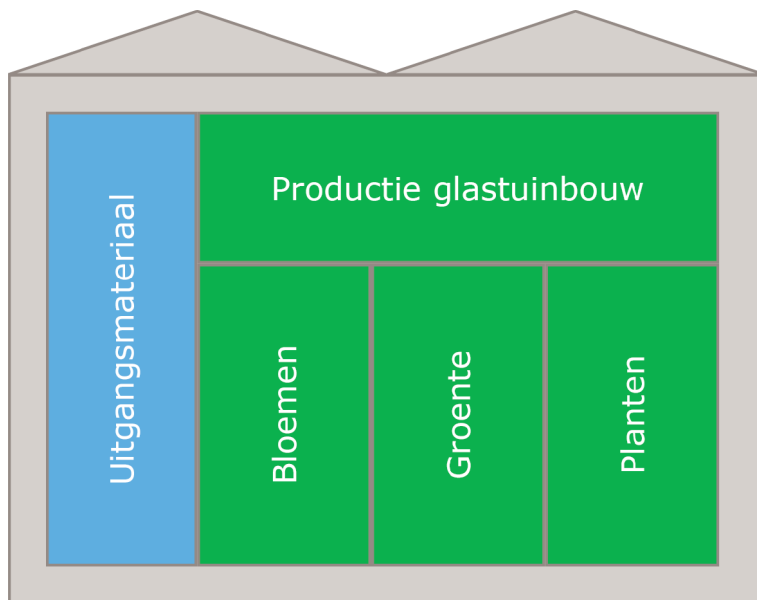 Uitgangsmateriaal
Productie glastuinbouw
Bloemen
Groente
Planten